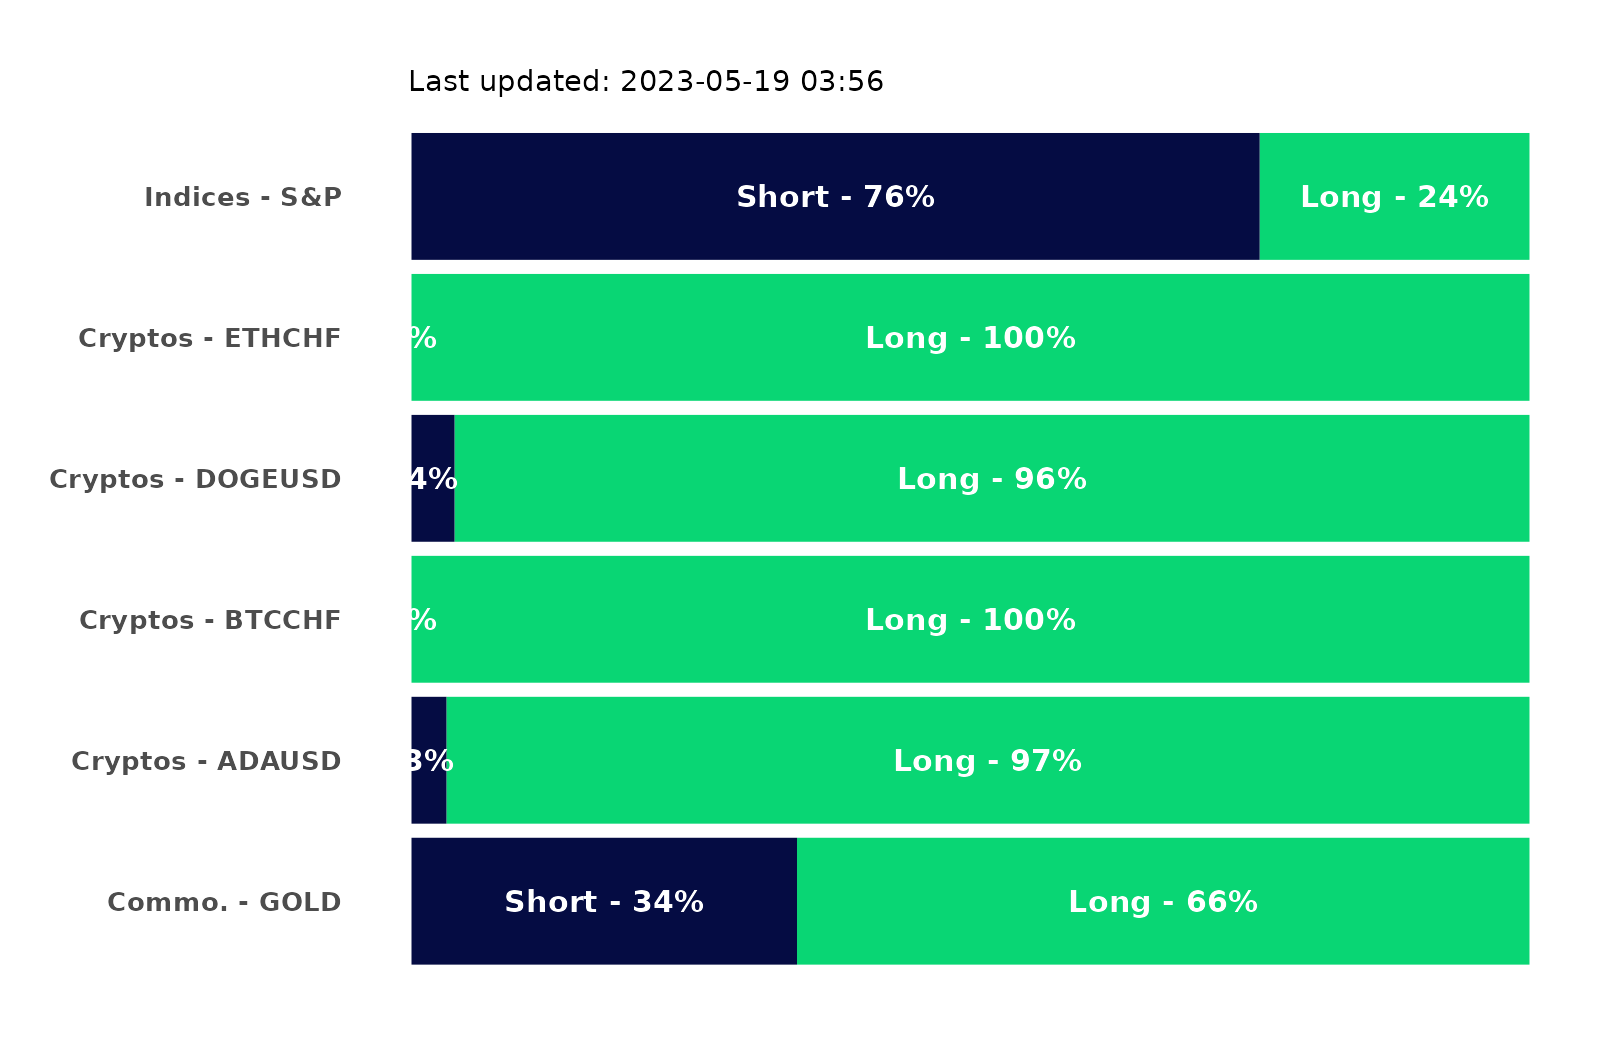 Last updated: 2023-05-19 03:56
Indices - S&P Short - 76% Long - 24%
Cryptos - ETHCHF % Long - 100%
Cryptos - DOGEUSD 4% Long - 96%
Cryptos - BTCCHF % Long - 100%
Cryptos - ADAUSD 3% Long - 97%
Commo. - GOLD Short - 34% Long - 66%